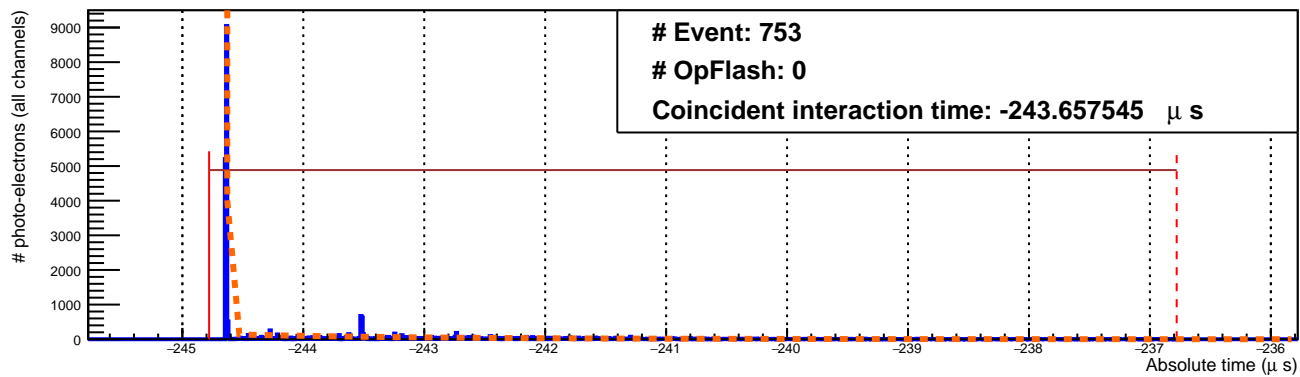 # photo-electrons (all channels)
9000
8000
7000
6000
5000
4000
3000
2000
1000
0
# Event: 753
# OpFlash: 0
Coincident interaction time: -243.657545 μ s
−245 −244 −243 −242 −241 −240 −239 −238 −237 −236
Absolute time (μ s)